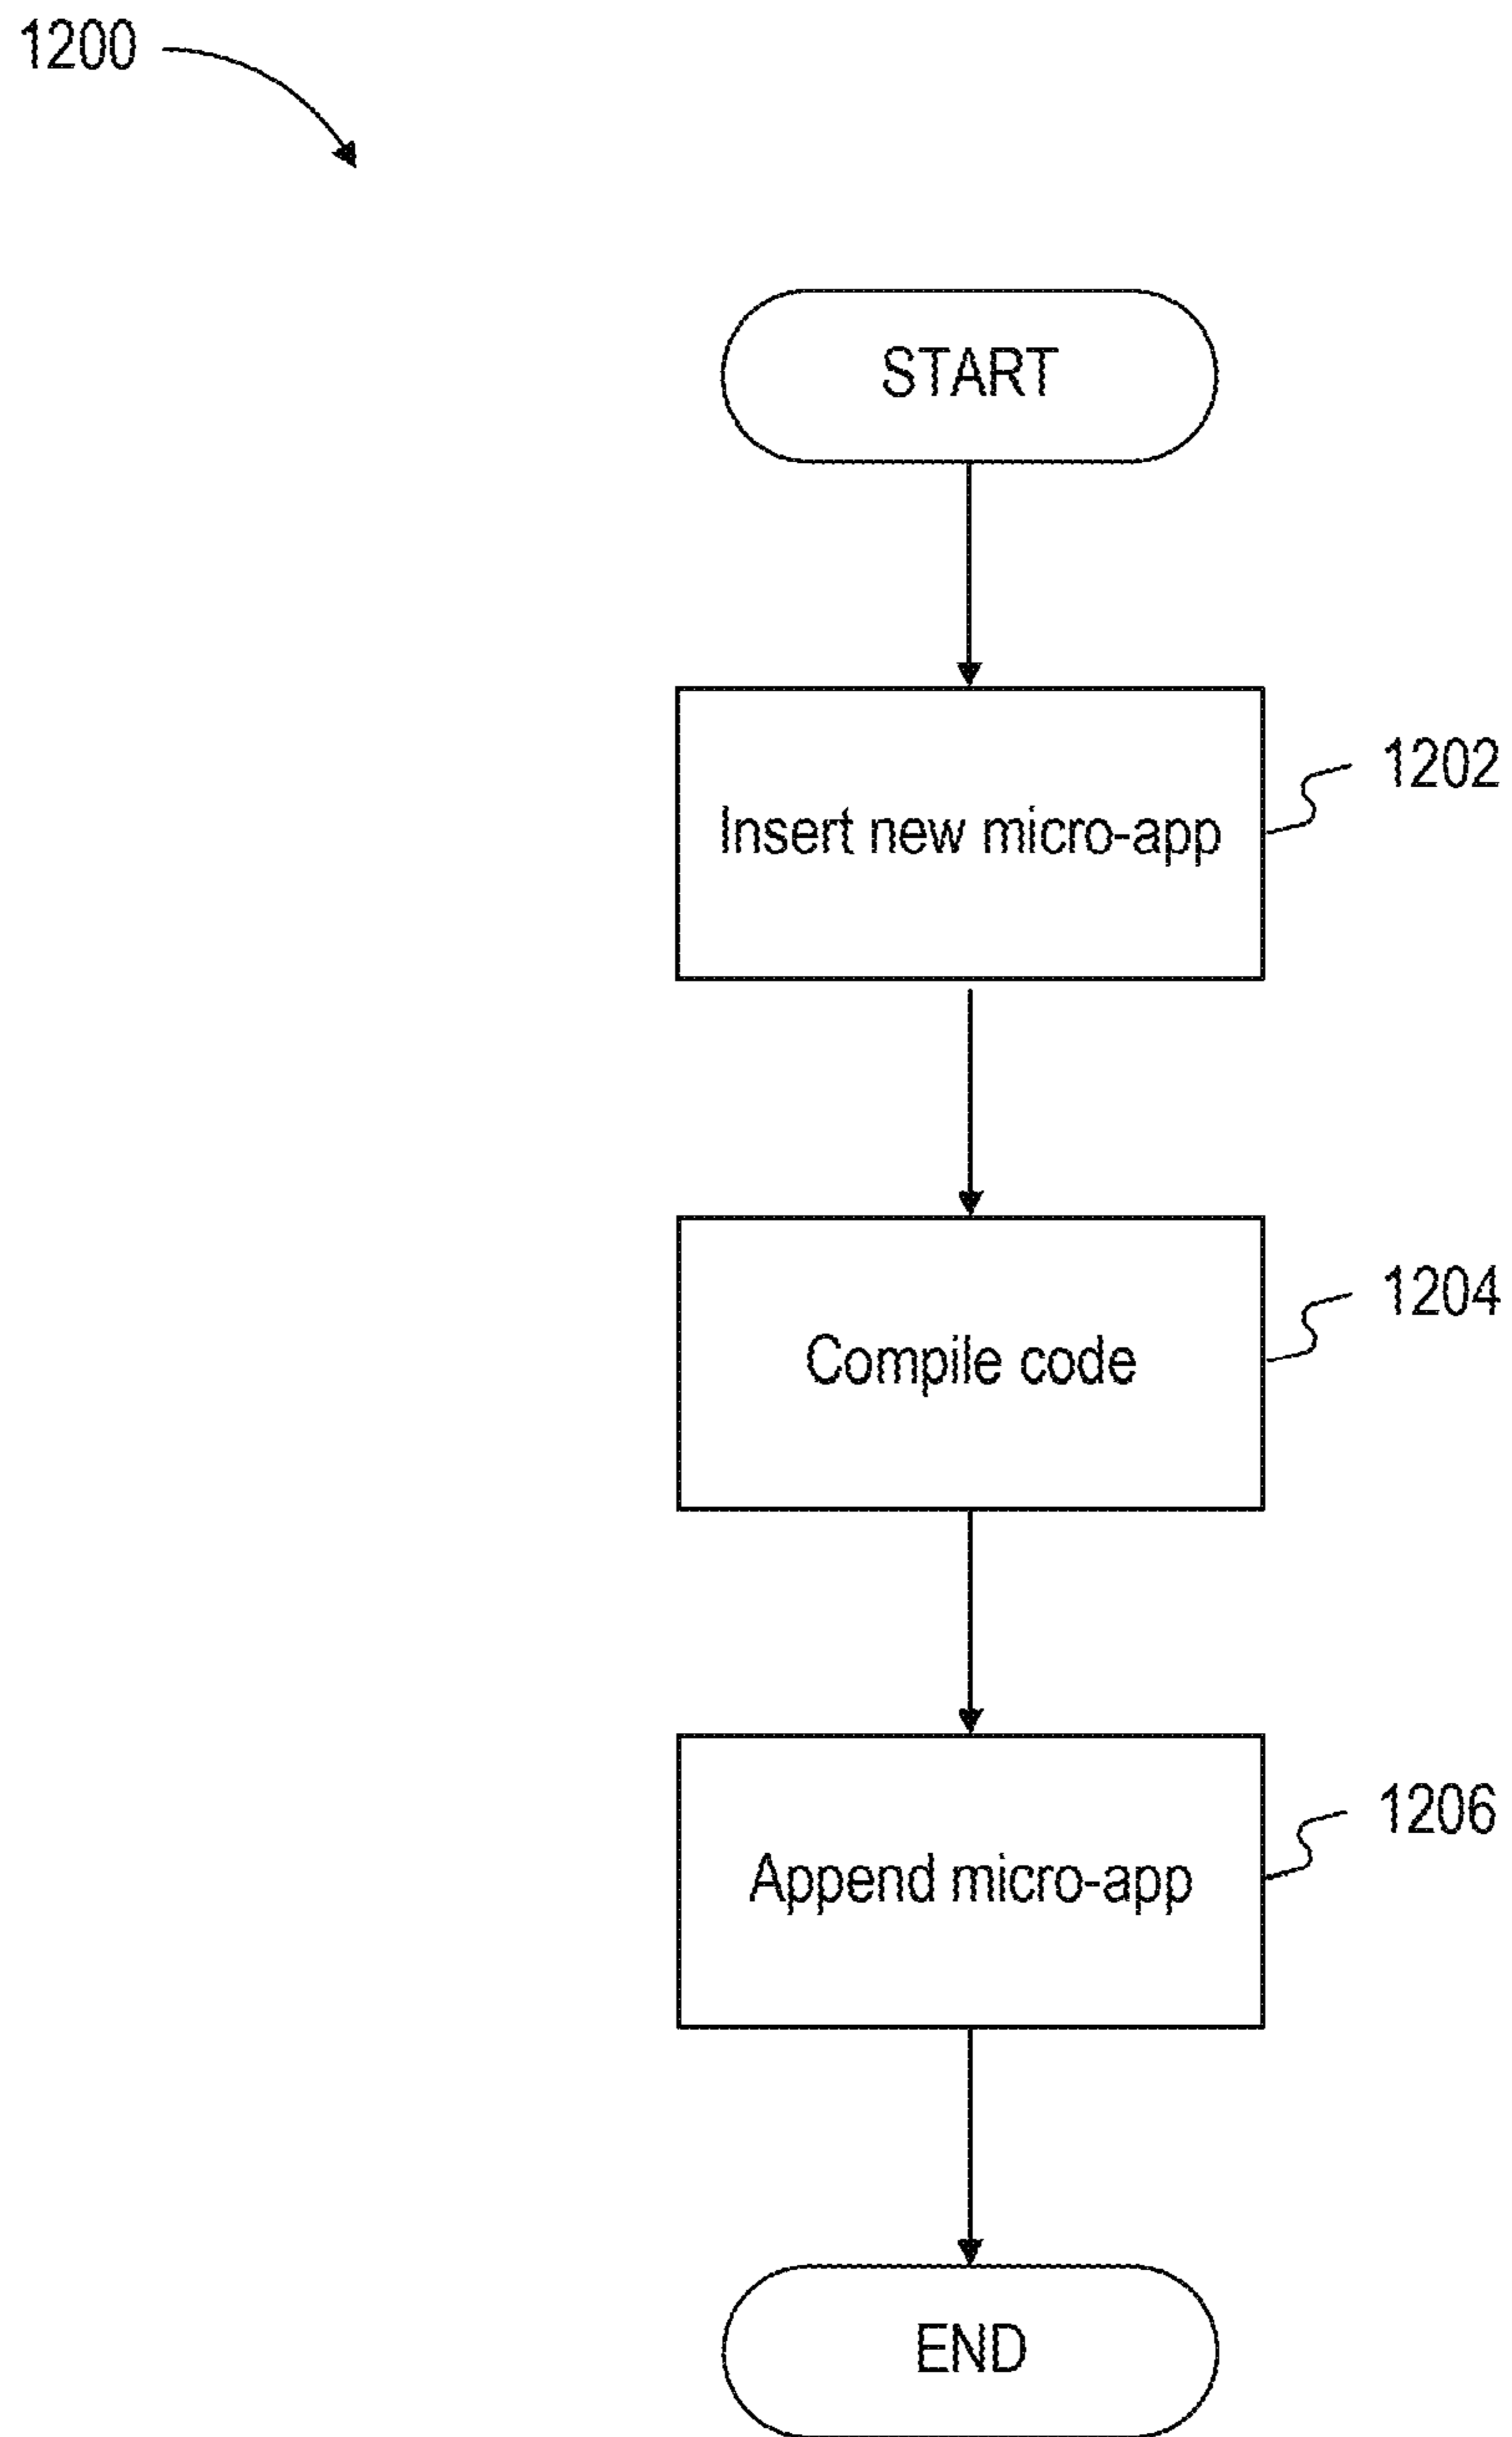 1200
START
Insert new micro-app
1202
Compile code
1204
Append micro-app
1206
END